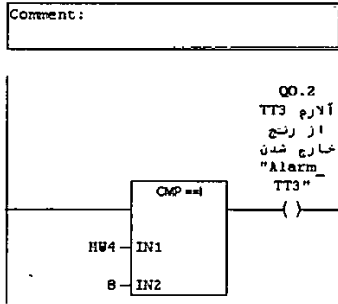 Comment:
Q0.2
آلارم TT3
از رنج
خارج شدن
"Alarm_
TT3"
CMP ==I
MW4 IN1
8 IN2